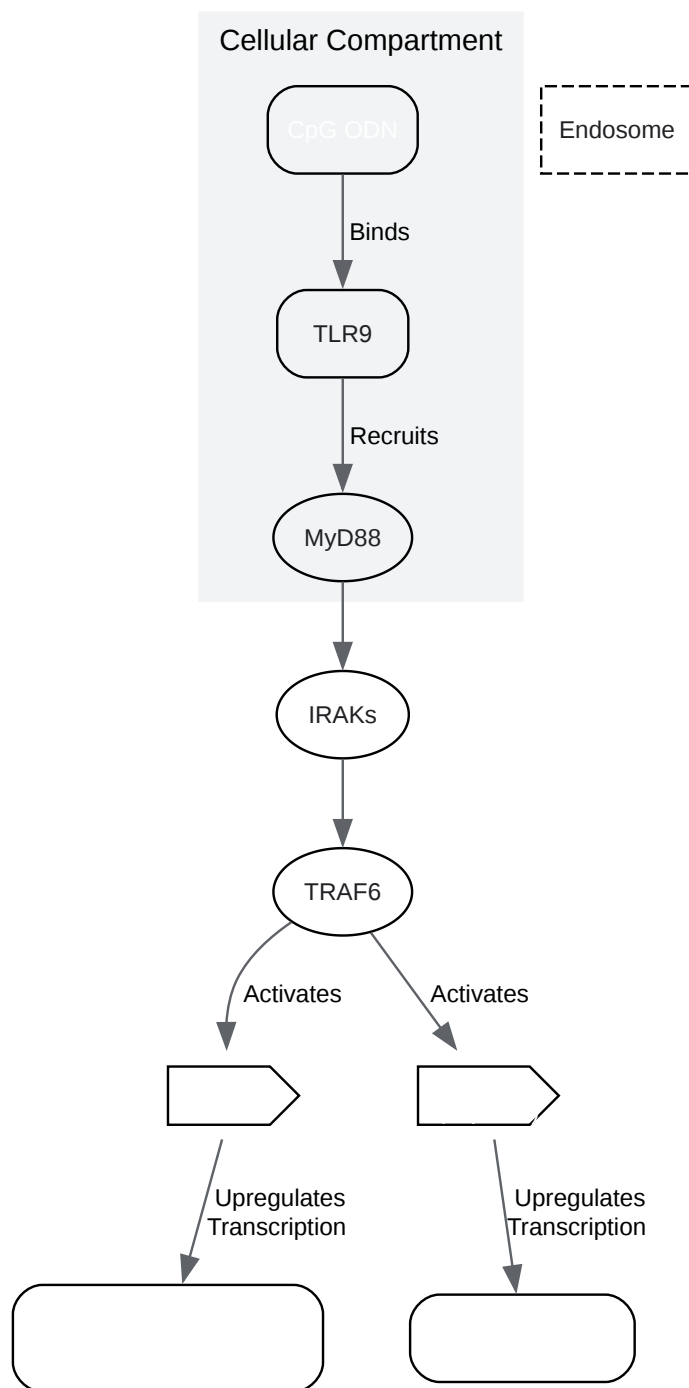 Cellular Compartment
CpG ODN
Endosome
Binds
TLR9
Recruits
MyD88
IRAKs
TRAF6
Activates
Activates
Upregulates
Transcription
Upregulates
Transcription